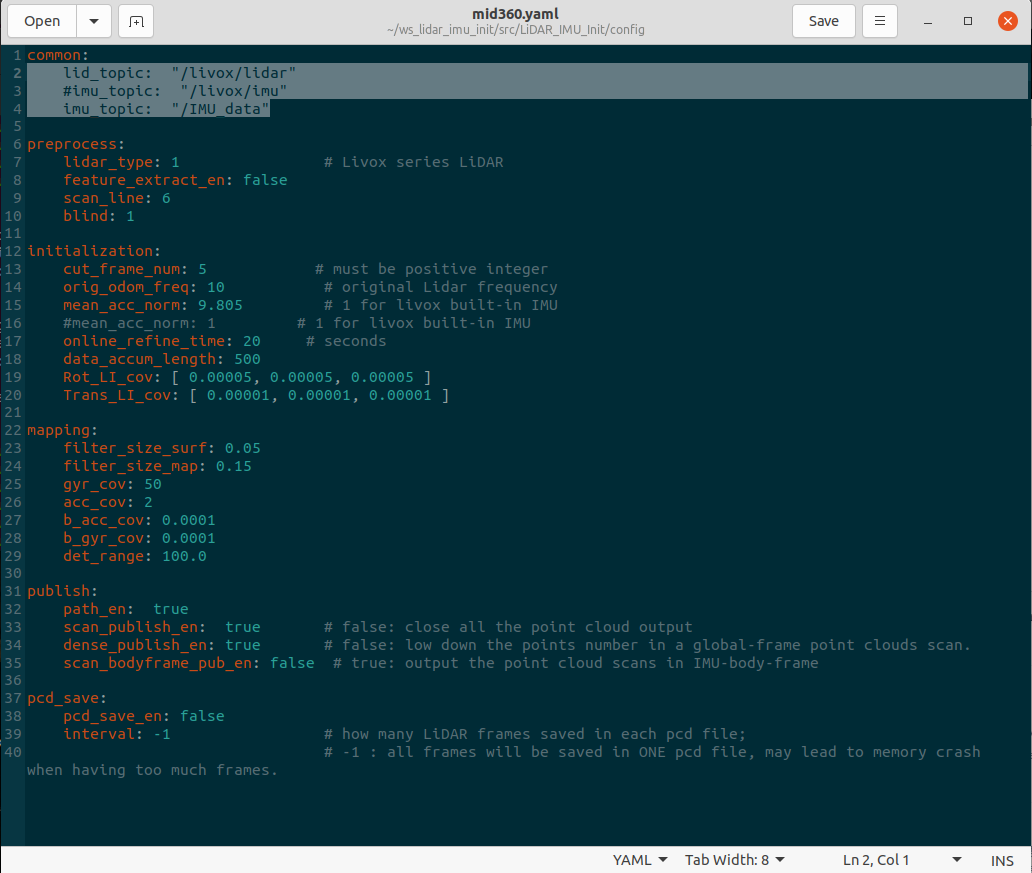 Open
mid360.yaml
~/ws_lidar_imu_init/src/LiDAR_IMU_Init/config
Save
1 common:
2     lid_topic:  "/livox/lidar"
3     #imu_topic:  "/livox/imu"
4     imu_topic:  "/IMU_data"
5
6 preprocess:
7     lidar_type: 1                # Livox series LiDAR
8     feature_extract_en: false
9     scan_line: 6
10     blind: 1
11
12 initialization:
13     cut_frame_num: 5            # must be positive integer
14     orig_odom_freq: 10           # original Lidar frequency
15     mean_acc_norm: 9.805         # 1 for livox built-in IMU
16     #mean_acc_norm: 1         # 1 for livox built-in IMU
17     online_refine_time: 20     # seconds
18     data_accum_length: 500
19     Rot_LI_cov: [ 0.00005, 0.00005, 0.00005 ]
20     Trans_LI_cov: [ 0.00001, 0.00001, 0.00001 ]
21
22 mapping:
23     filter_size_surf: 0.05
24     filter_size_map: 0.15
25     gyr_cov: 50
26     acc_cov: 2
27     b_acc_cov: 0.0001
28     b_gyr_cov: 0.0001
29     det_range: 100.0
30
31 publish:
32     path_en:  true
33     scan_publish_en:  true       # false: close all the point cloud output
34     dense_publish_en: true       # false: low down the points number in a global-frame point clouds scan.
35     scan_bodyframe_pub_en: false  # true: output the point cloud scans in IMU-body-frame
36
37 pcd_save:
38     pcd_save_en: false
39     interval: -1                 # how many LiDAR frames saved in each pcd file;
40                                  # -1 : all frames will be saved in ONE pcd file, may lead to memory crash
when having too much frames.
YAML Tab Width: 8 Ln 2, Col 1 INS